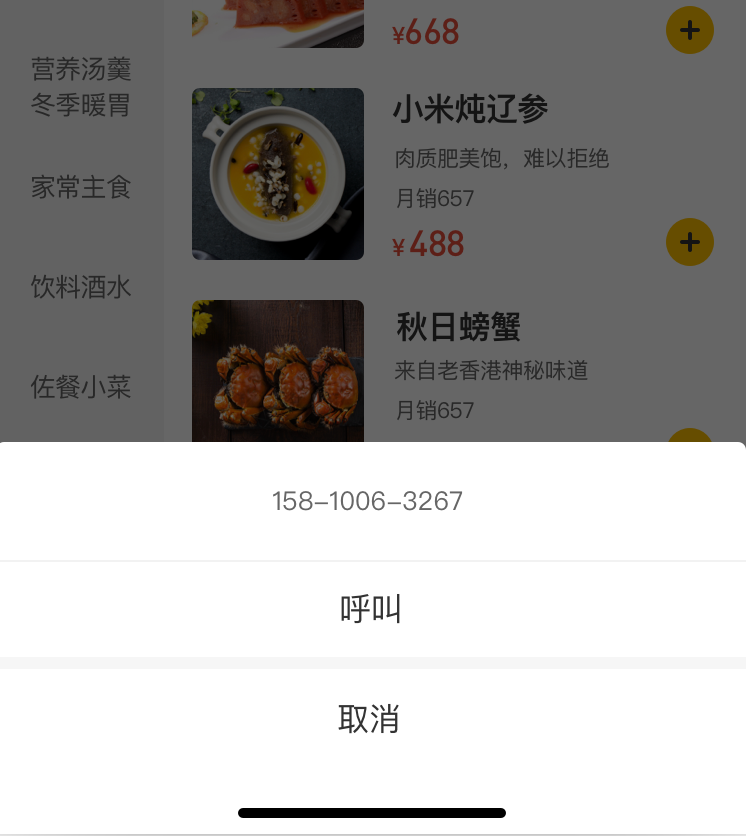 营养汤羹
冬季暖胃
家常主食
饮料酒水
佐餐小菜
¥668
小米炖辽参
肉质肥美饱，难以拒绝
月销657
¥488
秋日螃蟹
来自老香港神秘味道
月销657
158-1006-3267
呼叫
取消